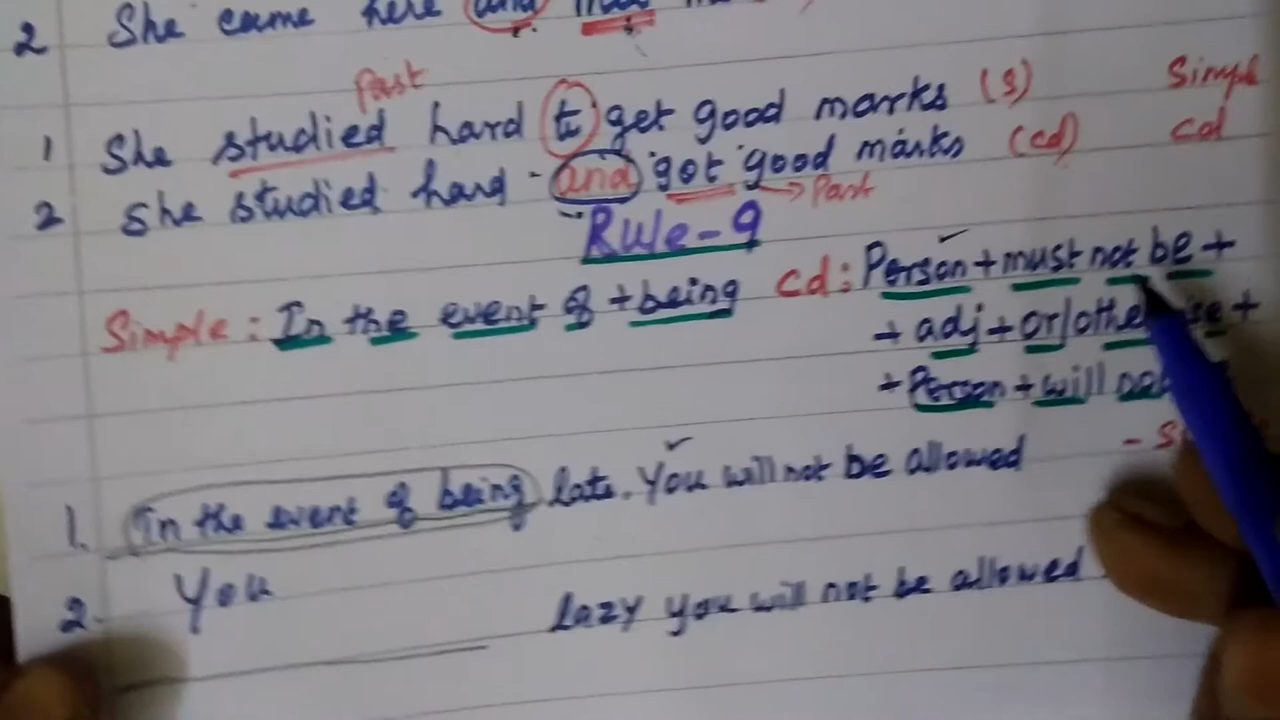 2 She came here and
Past
1 She studied hard to get good marks (s) Simple
2 She studied hard - and got good marks (cd) cd
Past
Rule-9
Simple: In the event of + being cd: Person + must not be +
+ adj + or/otherwise +
+ Person + will not
1. In the event of being late. You will not be allowed
2. You lazy you will not be allowed